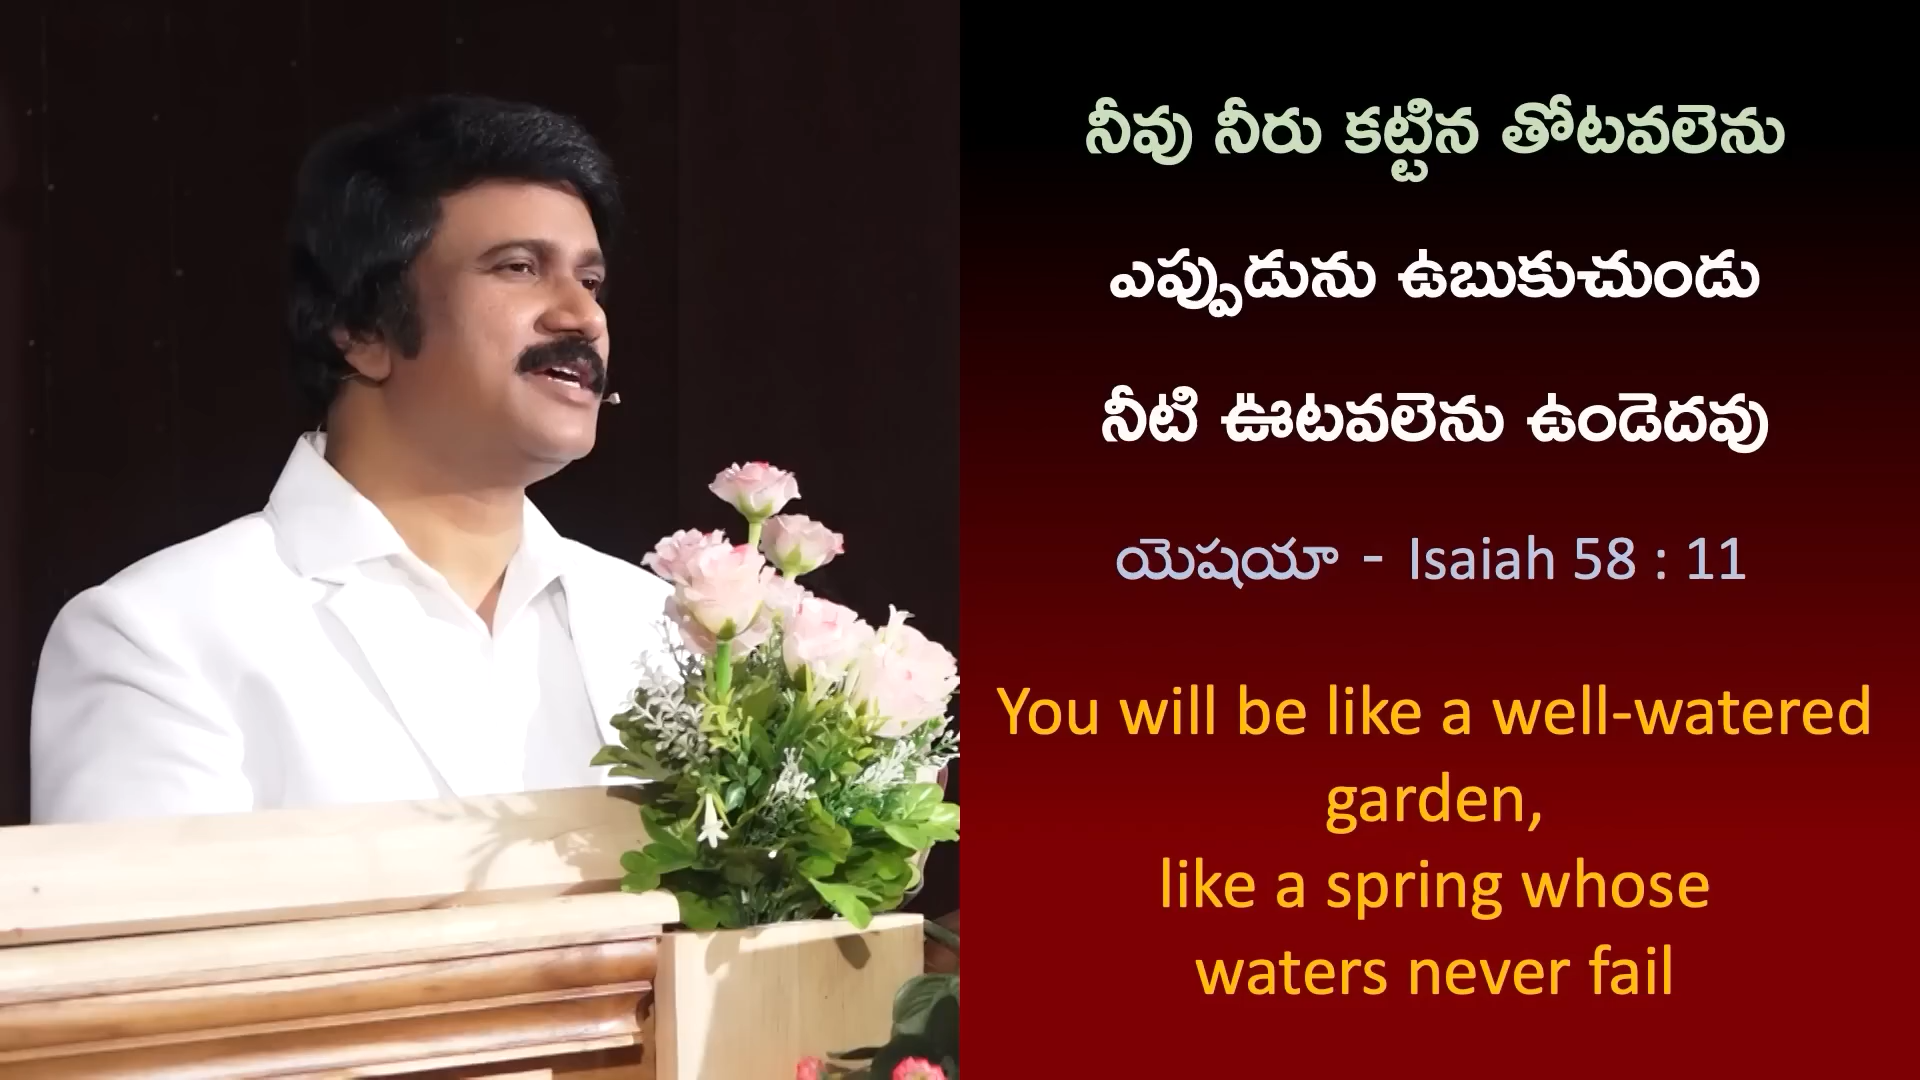 నీవు నీరు కట్టిన తోటవలెను
ఎప్పుడును ఉబుకుచుండు
నీటి ఊటవలెను ఉండెదవు
యెషయా - Isaiah 58 : 11
You will be like a well-watered
garden,
like a spring whose
waters never fail